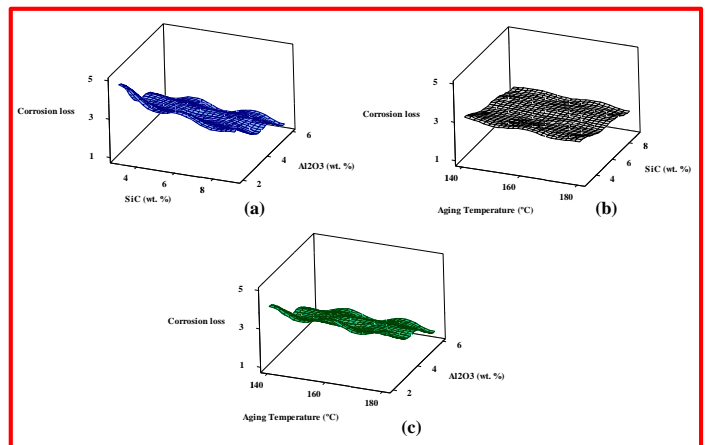 5
Corrosion loss
3
1
4
6
8
SiC (wt. %)
2
4
6
Al2O3 (wt. %)
(a)
5
Corrosion loss
3
1
140
160
180
Aging Temperature (°C)
4
6
8
SiC (wt. %)
(b)
5
Corrosion loss
3
1
140
160
180
Aging Temperature (°C)
2
4
6
Al2O3 (wt. %)
(c)